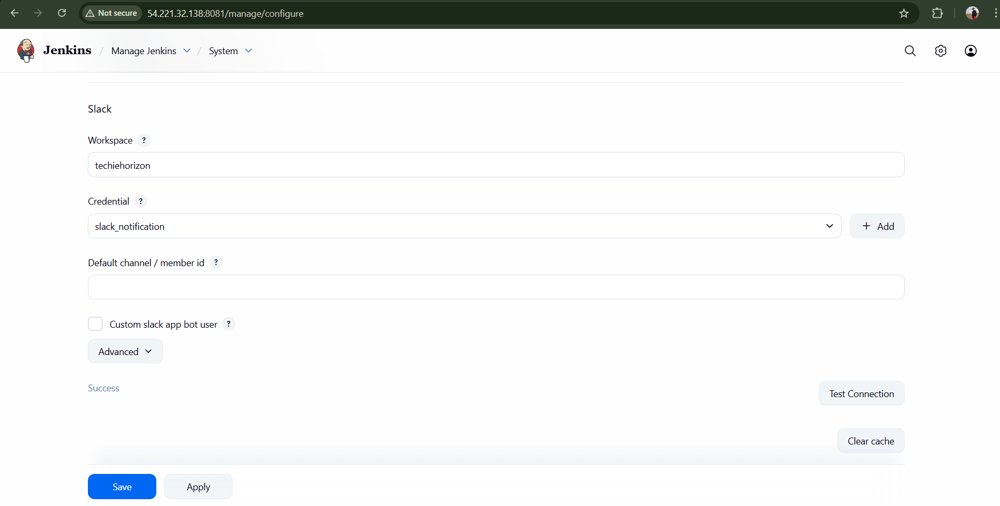 Not secure 54.221.32.138:8081/manage/configure
Jenkins / Manage Jenkins / System
Slack
Workspace ?
techiehorizon
Credential ?
slack_notification
+ Add
Default channel / member id ?
Custom slack app bot user ?
Advanced
Success
Test Connection
Clear cache
Save Apply